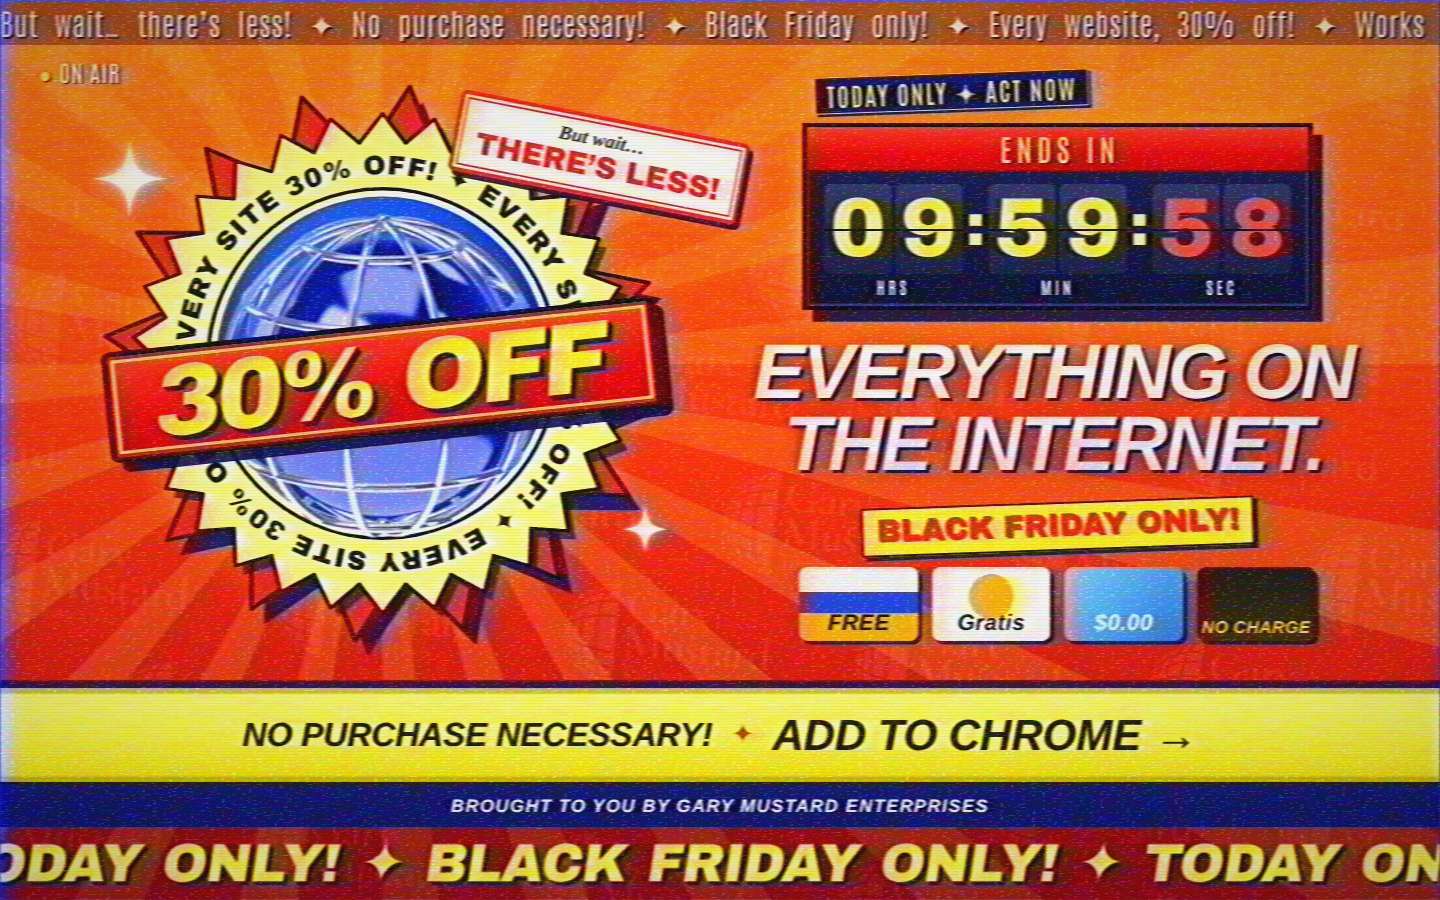 But wait… there's less! ✦ No purchase necessary! ✦ Black Friday only! ✦ Every website, 30% off! ✦ Works
ON AIR
But wait...
THERE'S LESS!
EVERY SITE 30% OFF! ✦ EVERY
OFF! ✦ EVERY SITE 30%
30% OFF
TODAY ONLY ✦ ACT NOW
ENDS IN
09:59:58
HRS MIN SEC
EVERYTHING ON
THE INTERNET.
BLACK FRIDAY ONLY!
FREE Gratis $0.00 NO CHARGE
NO PURCHASE NECESSARY! ✦ ADD TO CHROME →
BROUGHT TO YOU BY GARY MUSTARD ENTERPRISES
ODAY ONLY! ✦ BLACK FRIDAY ONLY! ✦ TODAY ON